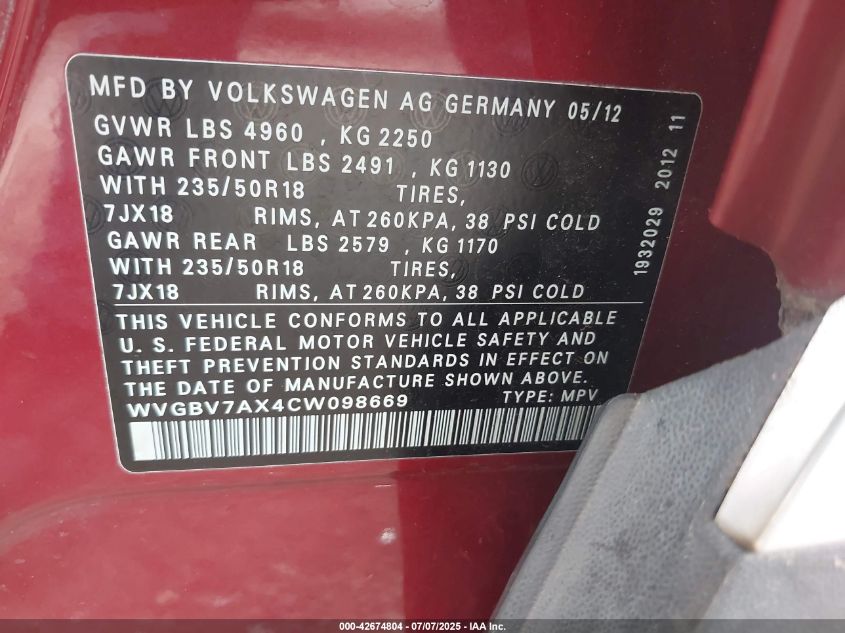 MFD BY VOLKSWAGEN AG GERMANY 05/12
GVWR LBS 4960 , KG 2250
GAWR FRONT LBS 2491 , KG 1130
WITH 235/50R18 TIRES,
7JX18 RIMS, AT 260KPA, 38 PSI COLD
GAWR REAR LBS 2579 , KG 1170
WITH 235/50R18 TIRES,
7JX18 RIMS, AT 260KPA, 38 PSI COLD
THIS VEHICLE CONFORMS TO ALL APPLICABLE
U. S. FEDERAL MOTOR VEHICLE SAFETY AND
THEFT PREVENTION STANDARDS IN EFFECT ON
THE DATE OF MANUFACTURE SHOWN ABOVE.
WVGBV7AX4CW098669 TYPE: MPV
1932029 2012 11
000-42674804 | 07/07/2025 - IAA Inc.